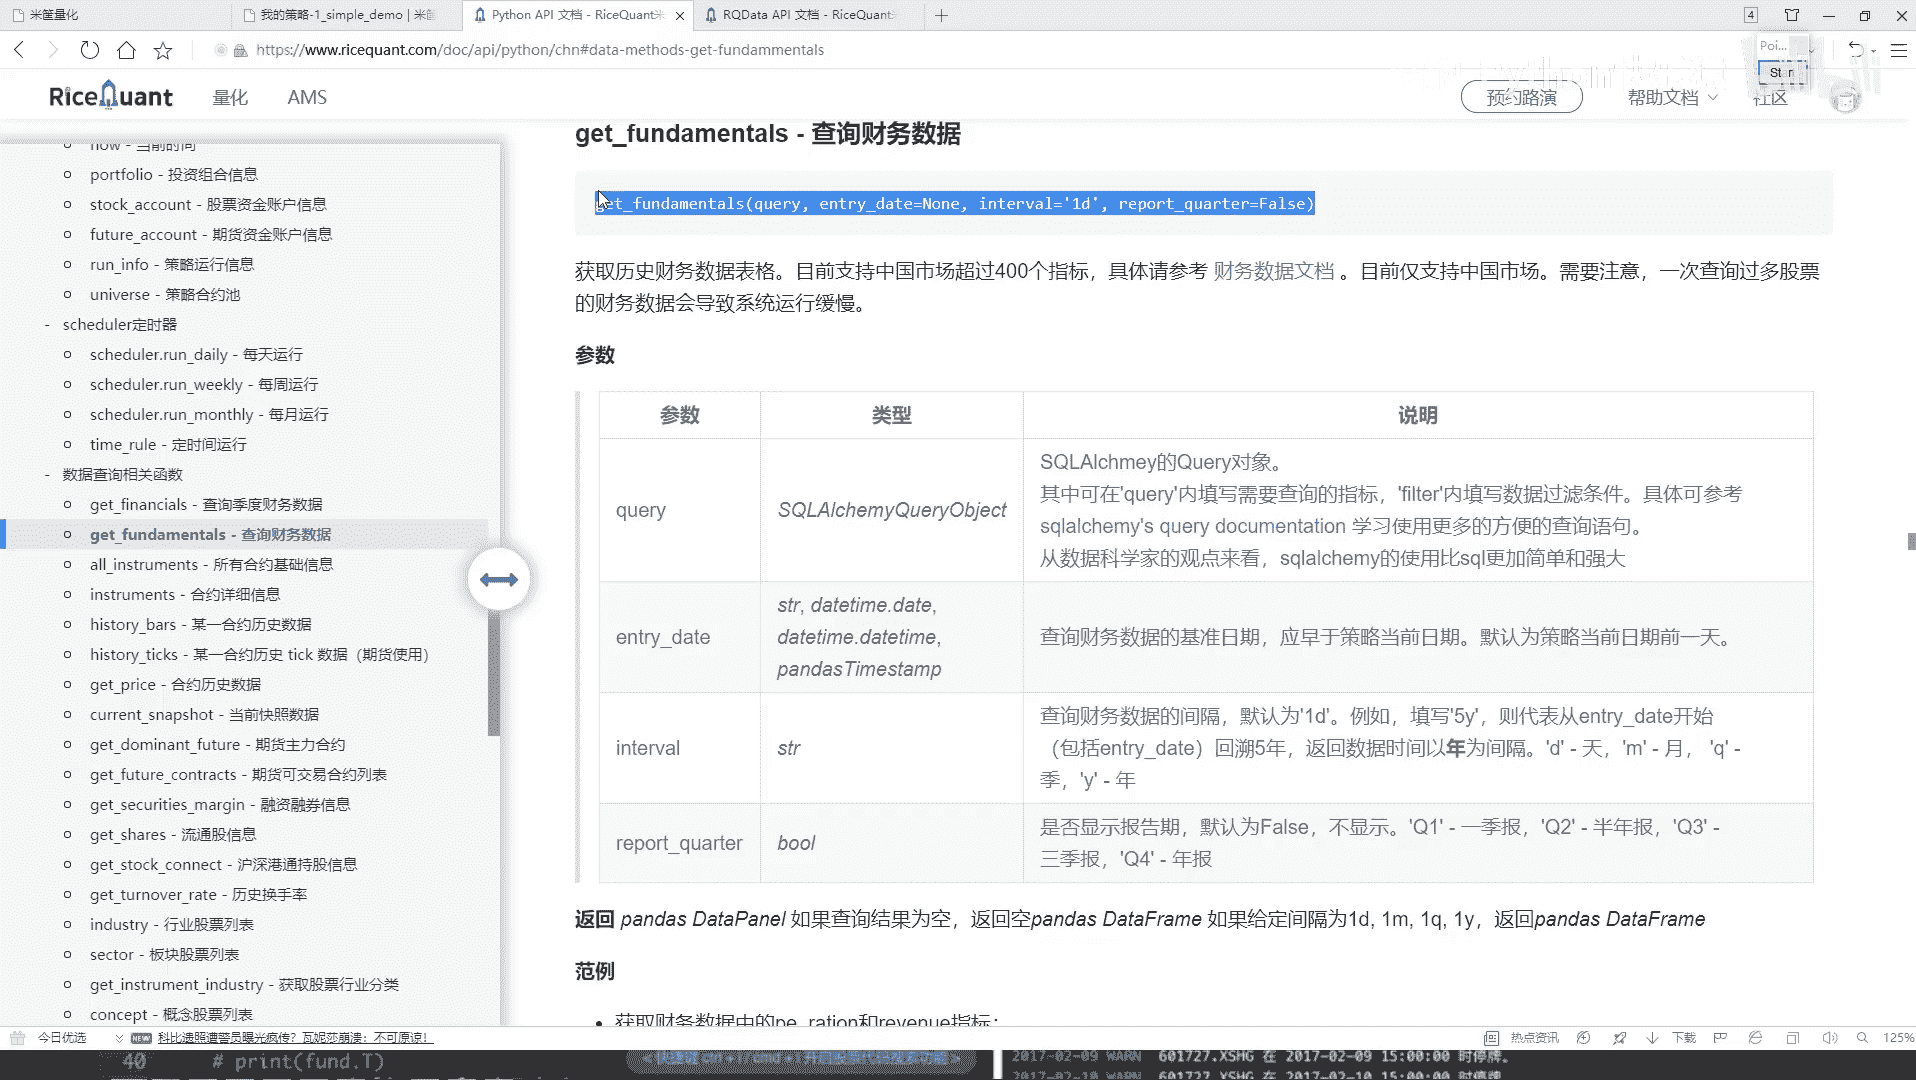 米筐量化
我的策略-1_simple_demo | 米筐
Python API 文档 - RiceQuant米
RQData API 文档 - RiceQuant
4
https://www.ricequant.com/doc/api/python/chn#data-methods-get-fundammentals
Poi...
RiceQuant
量化
AMS
预约路演
帮助文档
社区
now - 当前时间
portfolio - 投资组合信息
stock_account - 股票资金账户信息
future_account - 期货资金账户信息
run_info - 策略运行信息
universe - 策略合约池
- scheduler定时器
scheduler.run_daily - 每天运行
scheduler.run_weekly - 每周运行
scheduler.run_monthly - 每月运行
time_rule - 定时间运行
- 数据查询相关函数
get_financials - 查询季度财务数据
get_fundamentals - 查询财务数据
all_instruments - 所有合约基础信息
instruments - 合约详细信息
history_bars - 某一合约历史数据
history_ticks - 某一合约历史 tick 数据（期货使用）
get_price - 合约历史数据
current_snapshot - 当前快照数据
get_dominant_future - 期货主力合约
get_future_contracts - 期货可交易合约列表
get_securities_margin - 融资融券信息
get_shares - 流通股信息
get_stock_connect - 沪深港通持股信息
get_turnover_rate - 历史换手率
industry - 行业股票列表
sector - 板块股票列表
get_instrument_industry - 获取股票行业分类
concept - 概念股票列表
get_fundamentals - 查询财务数据
get_fundamentals(query, entry_date=None, interval='1d', report_quarter=False)
获取历史财务数据表格。目前支持中国市场超过400个指标，具体请参考 财务数据文档 。目前仅支持中国市场。需要注意，一次查询过多股票
的财务数据会导致系统运行缓慢。
参数
参数 类型 说明
query SQLAlchemyQueryObject
SQLAlchmey的Query对象。
其中可在'query'内填写需要查询的指标，'filter'内填写数据过滤条件。具体可参考
sqlalchemy's query documentation 学习使用更多的方便的查询语句。
从数据科学家的观点来看，sqlalchemy的使用比sql更加简单和强大
entry_date
str, datetime.date,
datetime.datetime,
pandasTimestamp
查询财务数据的基准日期，应早于策略当前日期。默认为策略当前日期前一天。
interval str
查询财务数据的间隔，默认为'1d'。例如，填写'5y'，则代表从entry_date开始
（包括entry_date）回溯5年，返回数据时间以年为间隔。'd' - 天，'m' - 月， 'q' -
季，'y' - 年
report_quarter bool
是否显示报告期，默认为False，不显示。'Q1' - 一季报，'Q2' - 半年报，'Q3' -
三季报，'Q4' - 年报
返回 pandas DataPanel 如果查询结果为空，返回空pandas DataFrame 如果给定间隔为1d, 1m, 1q, 1y，返回pandas DataFrame
范例
• 获取财务数据中的pe_ration和revenue指标：
今日优选
NEW 科比遗照遭警员曝光疯传？瓦妮莎崩溃：不可原谅！
热点资讯
下载
125%
40 # print(fund.T)
2017-02-09 WARN 601727.XSHG 在 2017-02-09 15:00:00 时停牌。
2017-02-10 WARN 601727.XSHG 在 2017-02-10 15:00:00 时停牌。